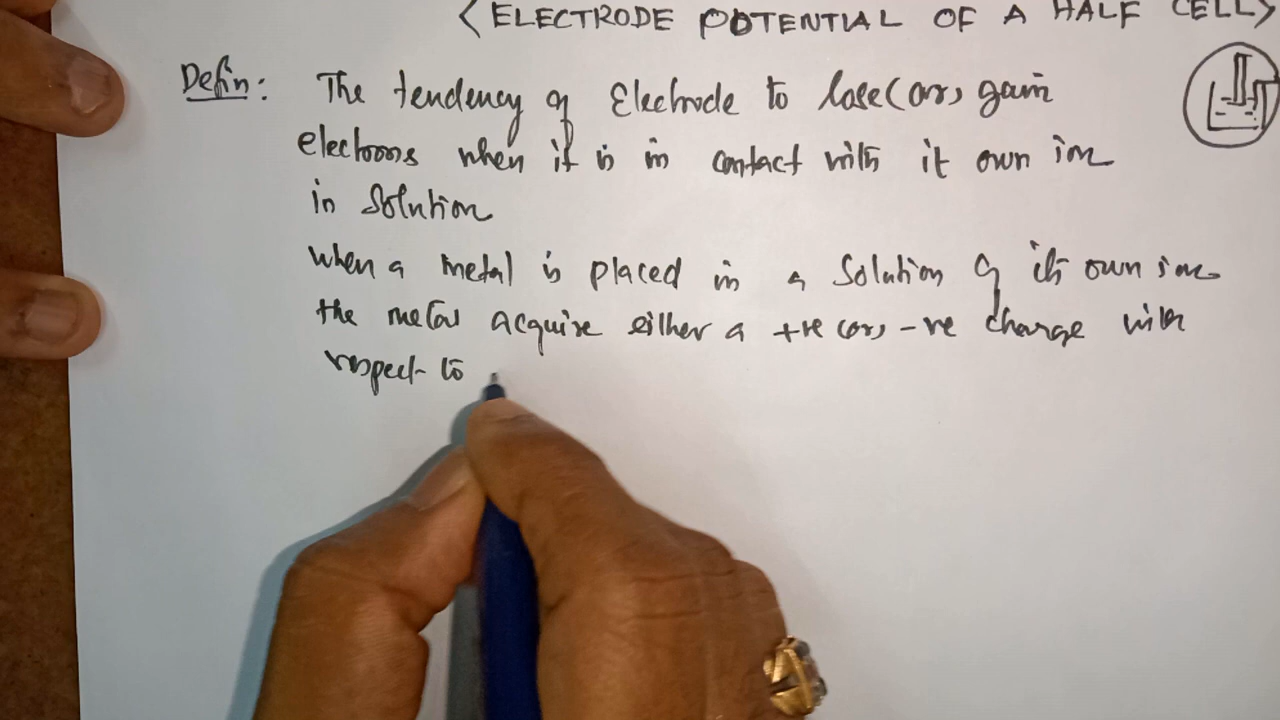 <ELECTRODE POTENTIAL OF A HALF CELL>
Defin: The tendency of Electrode to lose (or) gain
electrons when it is in contact with it own ion
in solution
when a metal is placed in a solution of its own ion
the metal acquire either a +ve (or) -ve charge with
respect to